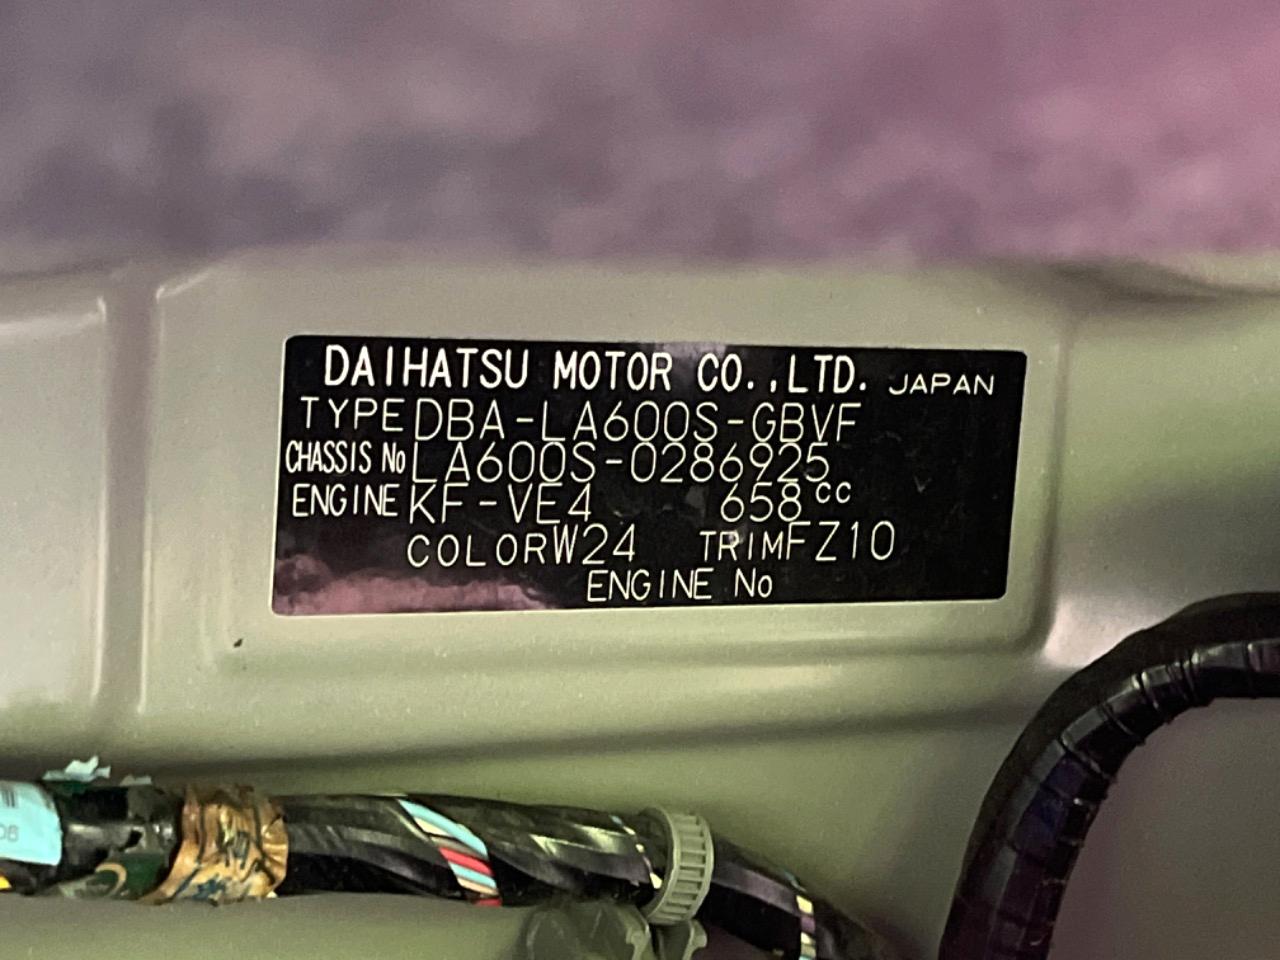 DAIHATSU MOTOR CO.,LTD. JAPAN
TYPE DBA-LA600S-GBVF
CHASSIS No LA600S-0286925
ENGINE KF-VE4 658cc
COLOR W24 TRIM FZ10
ENGINE No